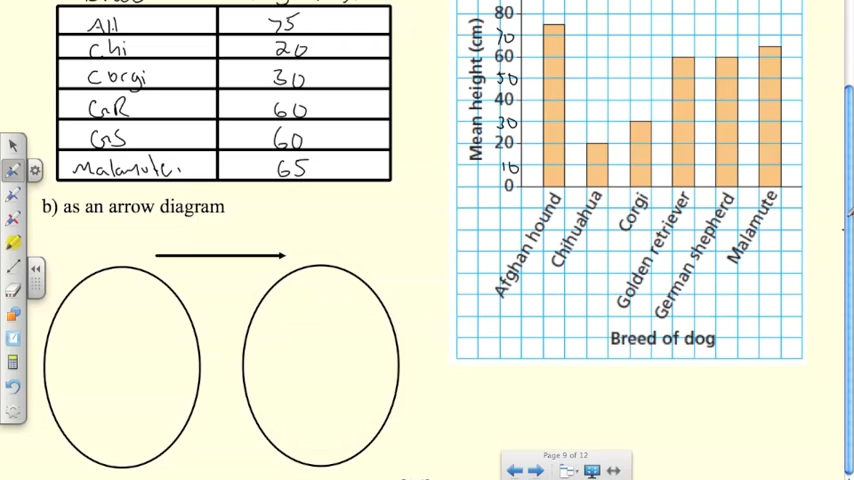 AH 75
Chi 20
Corgi 30
GR 60
GS 60
Malamute. 65
b) as an arrow diagram
Mean height (cm)
80
70
60
50
40
30
20
10
0
Afghan hound
Chihuahua
Corgi
Golden retriever
German shepherd
Malamute
Breed of dog
Page 9 of 12